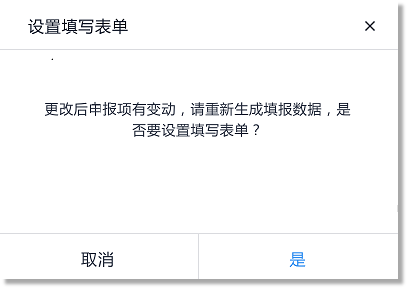 设置填写表单
更改后申报项有变动，请重新生成填报数据，是
否要设置填写表单？
取消
是